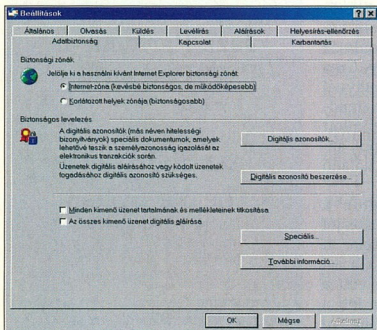 Beállítások
Általános Olvasás Küldés Levélírás Aláírások Helyesírás-ellenőrzés
Adatbiztonság Kapcsolat Karbantartás
Biztonsági zónák
Jelölje ki a használni kívánt Internet Explorer biztonsági zónát:
Internet-zóna (kevésbé biztonságos, de működőképesebb)
Korlátozott helyek zónája (biztonságosabb)
Biztonságos levelezés
A digitális azonosítók (más néven hitelességi
bizonyítványok) speciális dokumentumok, amelyek
lehetővé teszik a személyazonosság igazolását az
elektronikus tranzakciók során.
Digitális azonosítók...
Üzenetek digitális aláírásához vagy kódolt üzenetek
fogadásához digitális azonosító szükséges.
Digitális azonosító beszerzése...
Minden kimenő üzenet tartalmának és mellékleteinek titkosítása
Az összes kimenő üzenet digitális aláírása
Speciális...
További információ...
OK Mégse Alkalmaz